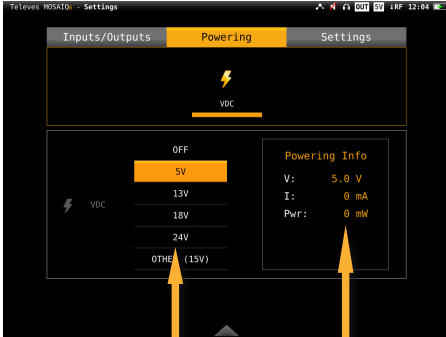 Televes MOSAIQ6 - Settings OUT 5V ↓RF 12:04
Inputs/Outputs Powering Settings
VDC
OFF
5V
13V
18V
24V
(15V)
VDC
Powering Info
V: 5.0 V
I: 0 mA
Pwr: 0 mW